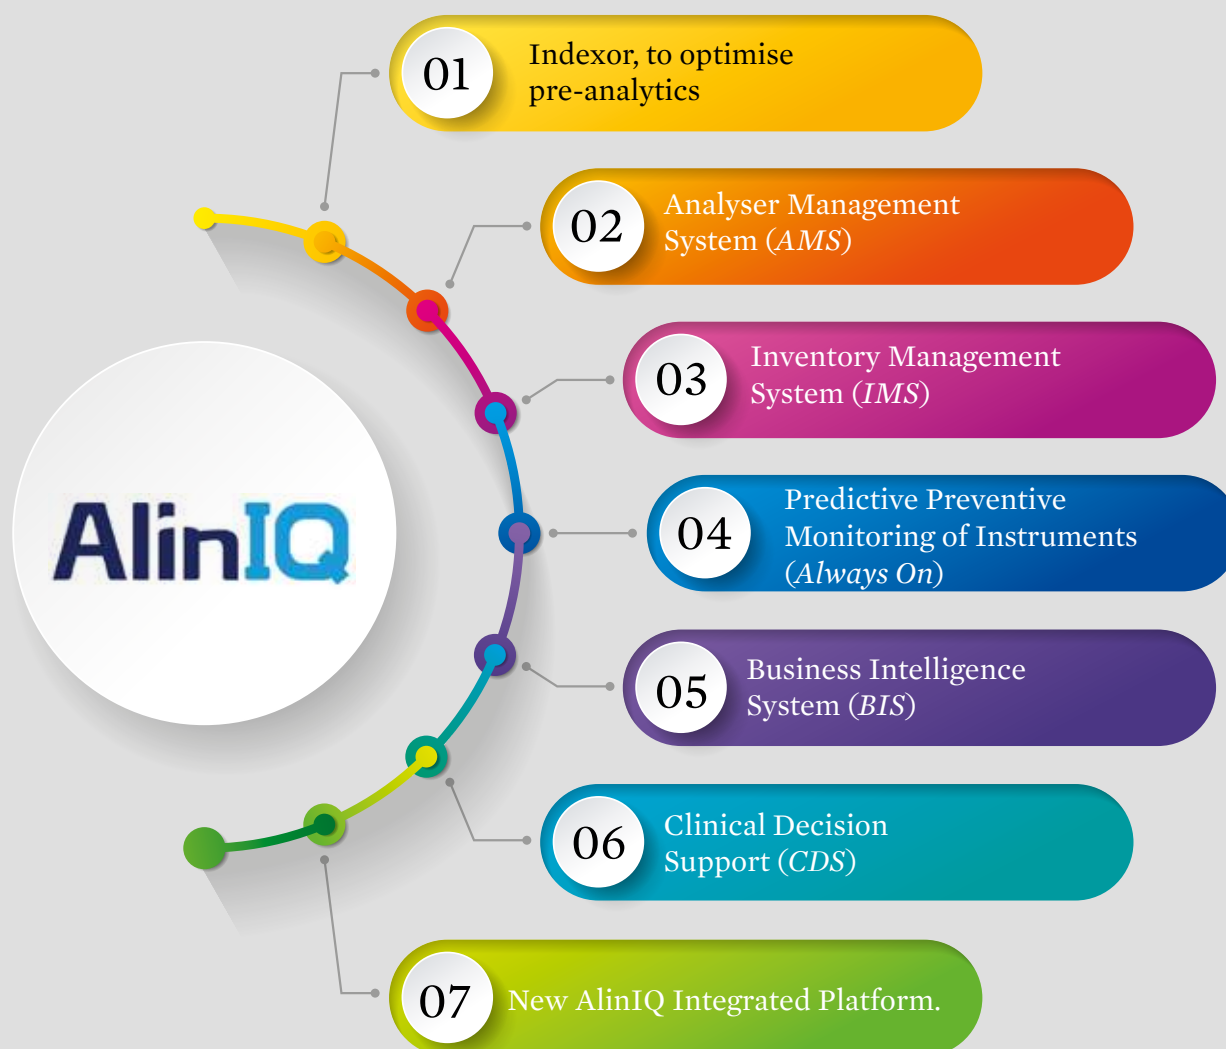 AlinIQ
01
Indexor, to optimise
pre-analytics
02
Analyser Management
System (AMS)
03
Inventory Management
System (IMS)
04
Predictive Preventive
Monitoring of Instruments
(Always On)
05
Business Intelligence
System (BIS)
06
Clinical Decision
Support (CDS)
07
New AlinIQ Integrated Platform.